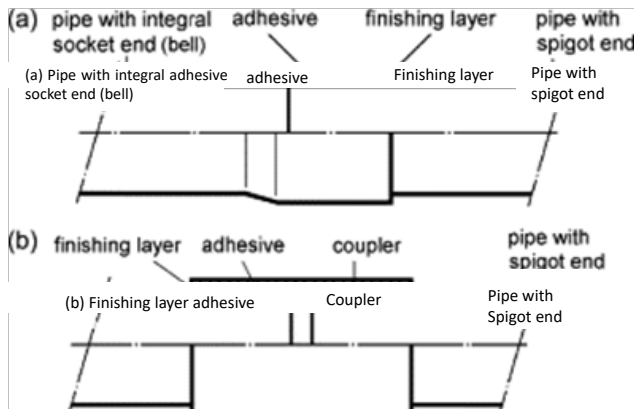 (a)
pipe with integral adhesive finishing layer pipe with
socket end (bell) spigot end
(a) Pipe with integral adhesive adhesive Finishing layer Pipe with
socket end (bell) spigot end
(b)
finishing layer adhesive coupler pipe with
spigot end
(b) Finishing layer adhesive Coupler Pipe with
Spigot end